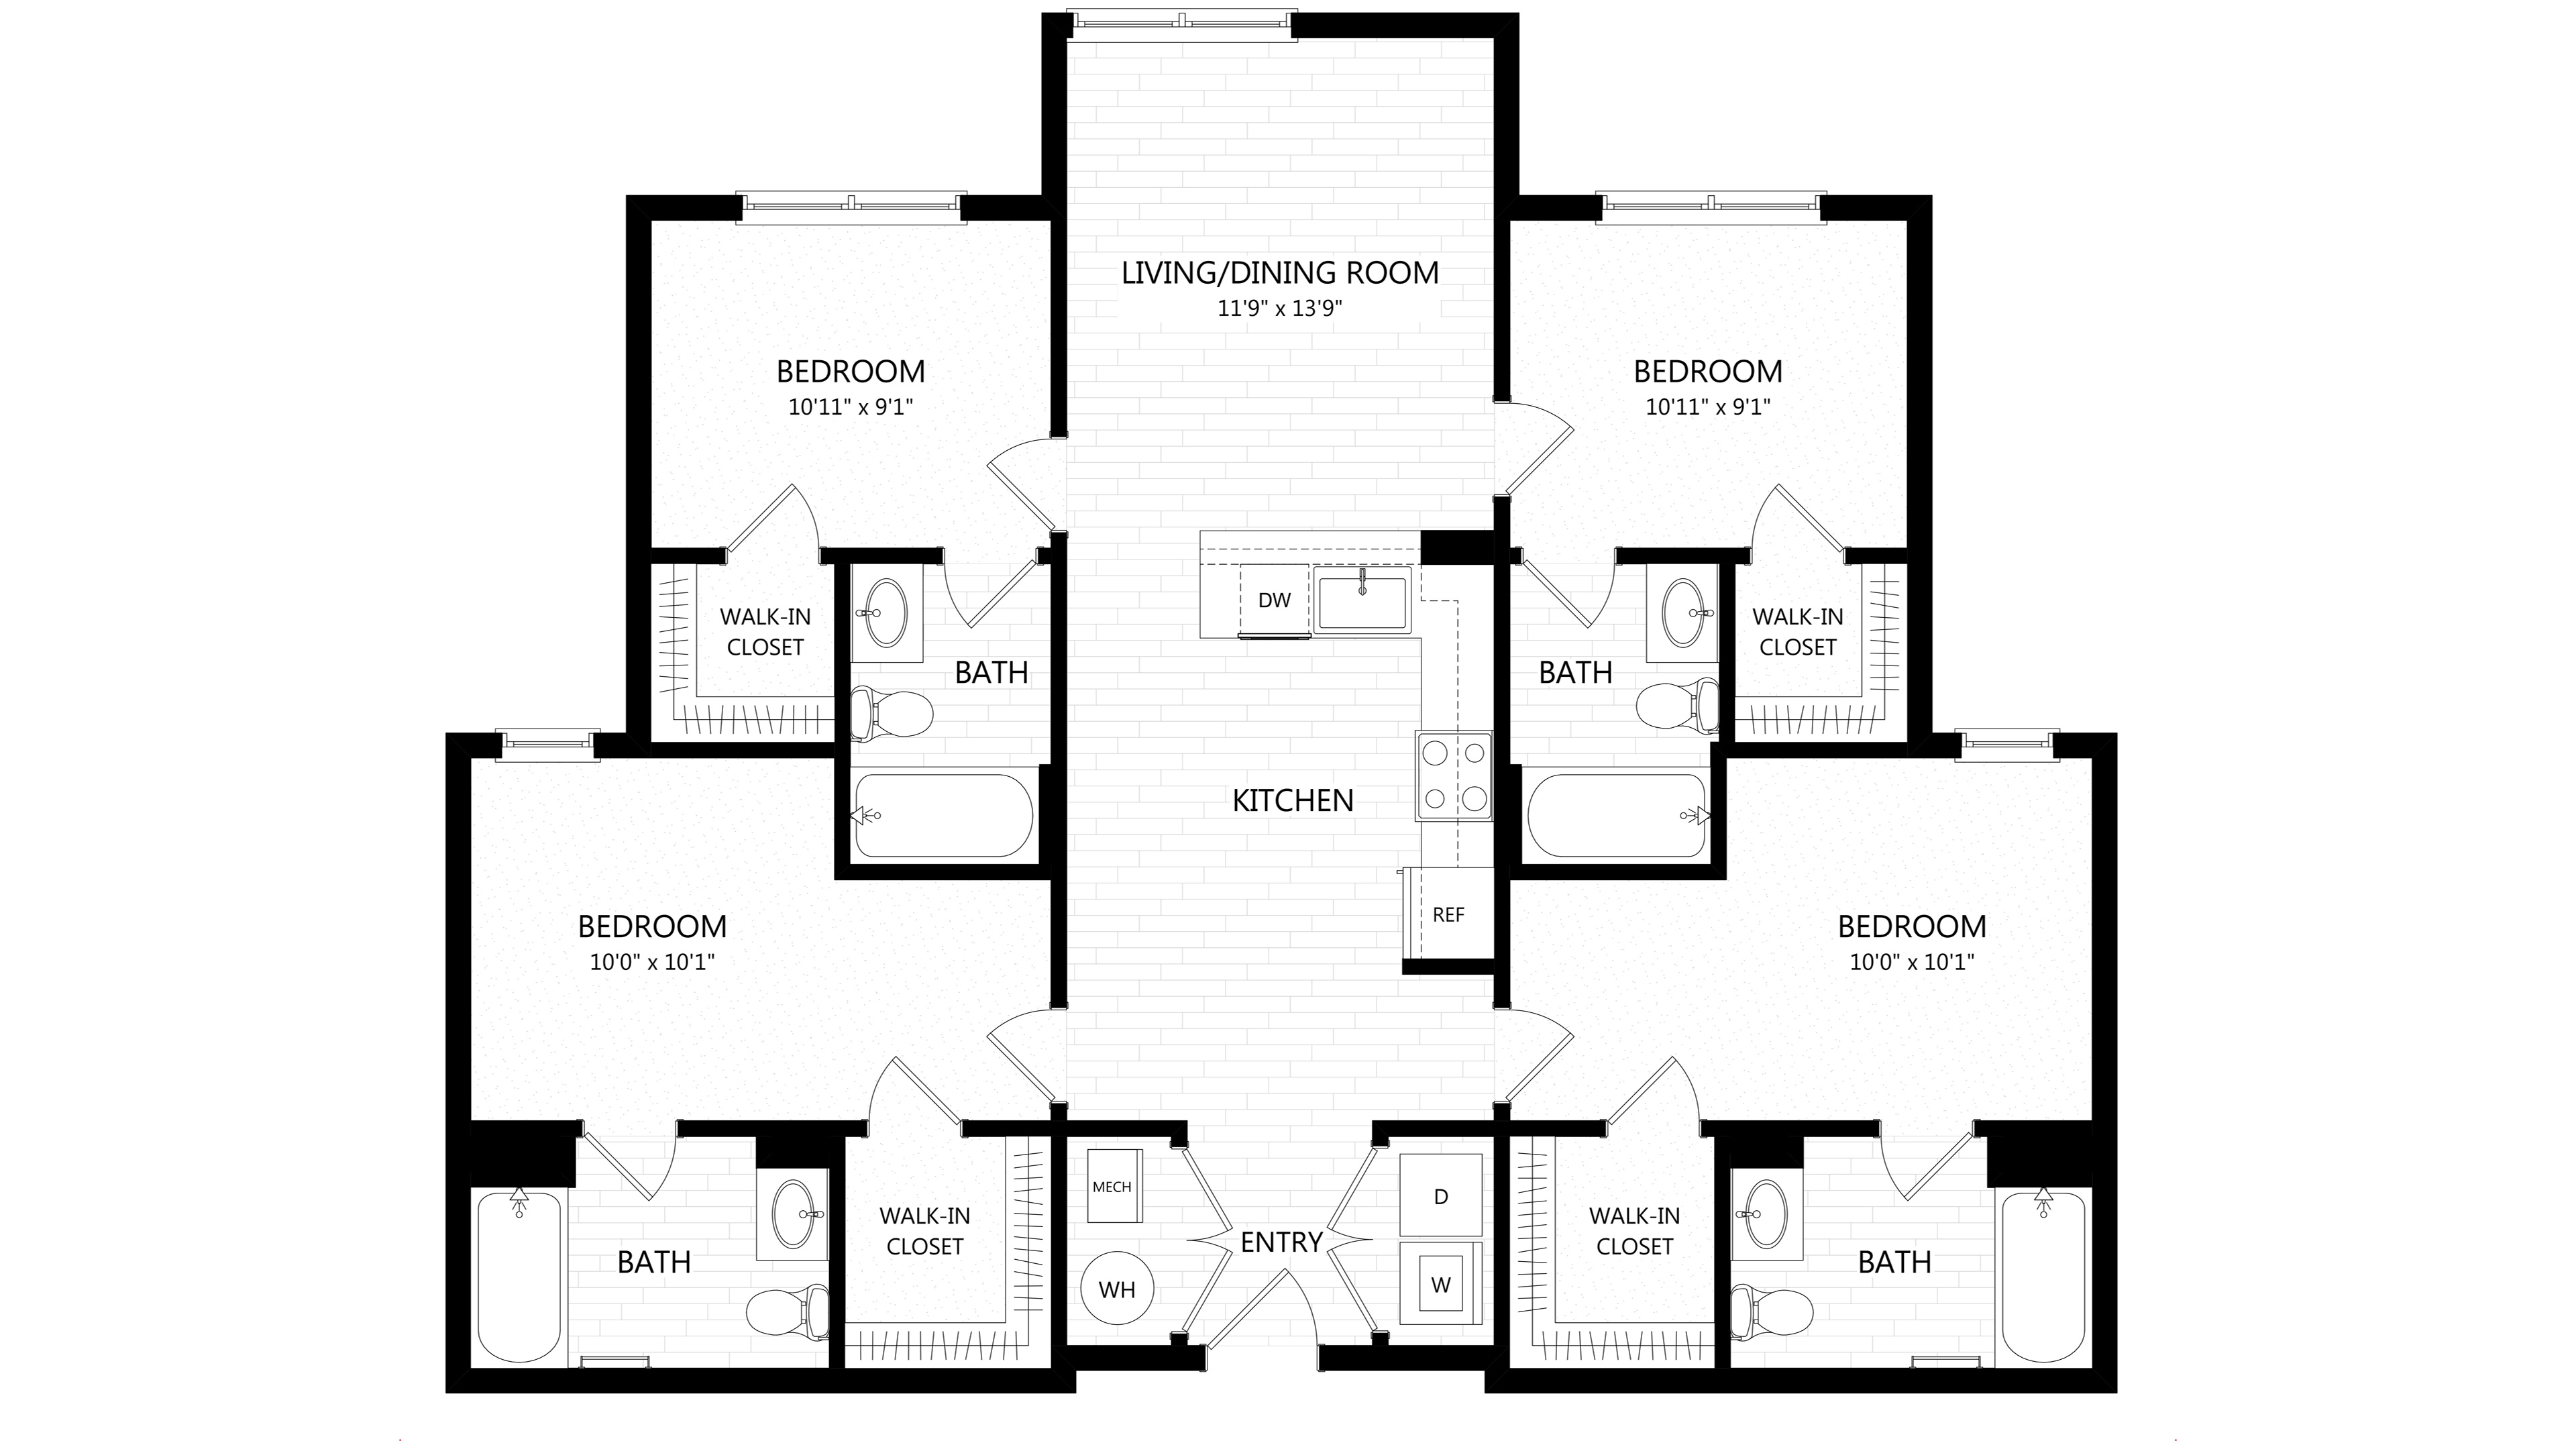 LIVING/DINING ROOM
11'9" x 13'9"
BEDROOM
10'11" x 9'1"
BEDROOM
10'11" x 9'1"
WALK-IN
CLOSET
BATH
DW
BATH
WALK-IN
CLOSET
KITCHEN
REF
BEDROOM
10'0" x 10'1"
BEDROOM
10'0" x 10'1"
BATH
WALK-IN
CLOSET
MECH
WH
ENTRY
D
W
WALK-IN
CLOSET
BATH